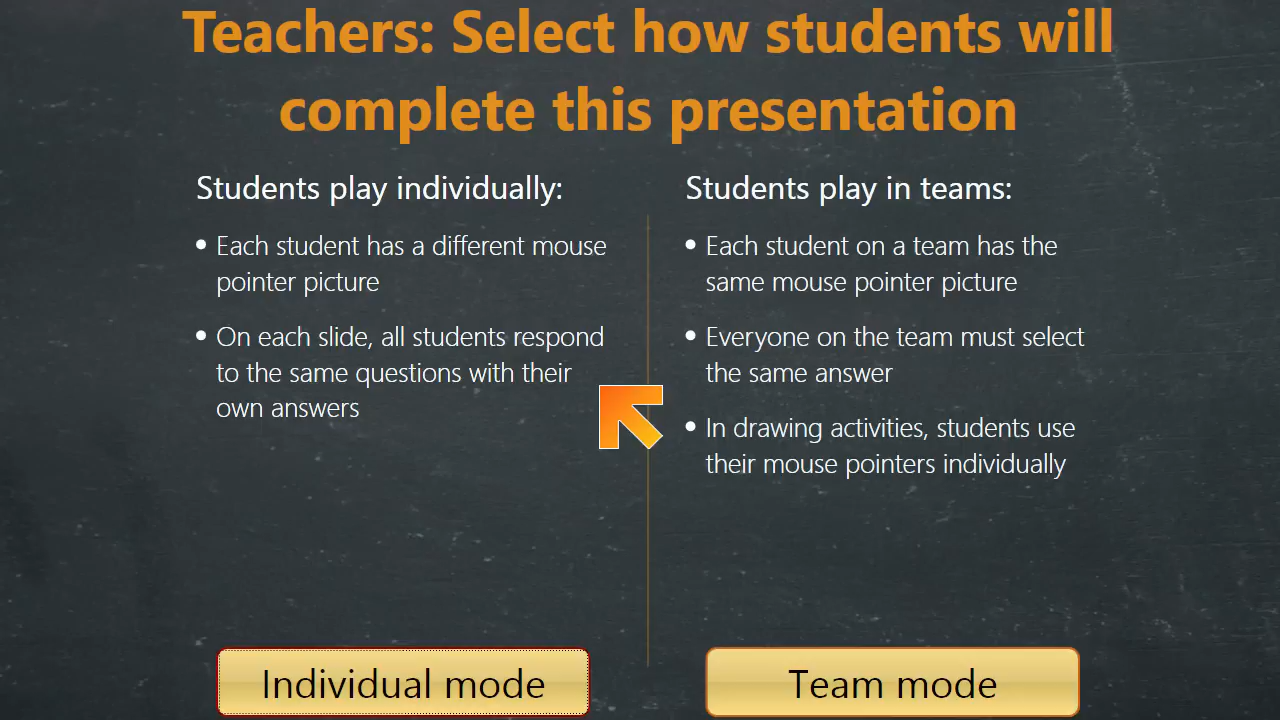 Teachers: Select how students will
complete this presentation
Students play individually:
• Each student has a different mouse
pointer picture
• On each slide, all students respond
to the same questions with their
own answers
Students play in teams:
• Each student on a team has the
same mouse pointer picture
• Everyone on the team must select
the same answer
• In drawing activities, students use
their mouse pointers individually
Individual mode
Team mode